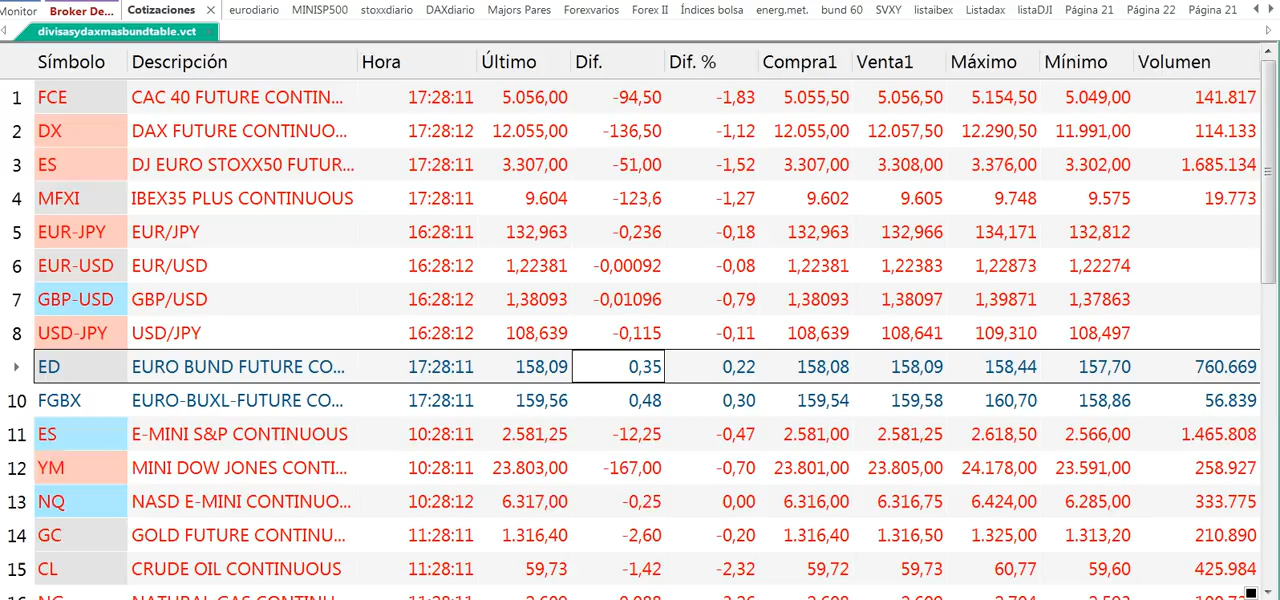 Monitor Broker De... Cotizaciones eurodiario MINISP500 stoxxdiario DAXdiario Majors Pares Forexvarios Forex II Índices bolsa energ.met. bund 60 SVXY listaibex Listadax listaDJI Página 21 Página 22 Página 21
divisasydaxmasbundtable.vct
Símbolo Descripción Hora Último Dif. Dif. % Compra1 Venta1 Máximo Mínimo Volumen
1 FCE CAC 40 FUTURE CONTIN... 17:28:11 5.056,00 -94,50 -1,83 5.055,50 5.056,50 5.154,50 5.049,00 141.817
2 DX DAX FUTURE CONTINUO... 17:28:12 12.055,00 -136,50 -1,12 12.055,00 12.057,50 12.290,50 11.991,00 114.133
3 ES DJ EURO STOXX50 FUTUR... 17:28:11 3.307,00 -51,00 -1,52 3.307,00 3.308,00 3.376,00 3.302,00 1.685.134
4 MFXI IBEX35 PLUS CONTINUOUS 17:28:11 9.604 -123,6 -1,27 9.602 9.605 9.748 9.575 19.773
5 EUR-JPY EUR/JPY 16:28:11 132,963 -0,236 -0,18 132,963 132,966 134,171 132,812
6 EUR-USD EUR/USD 16:28:12 1,22381 -0,00092 -0,08 1,22381 1,22383 1,22873 1,22274
7 GBP-USD GBP/USD 16:28:12 1,38093 -0,01096 -0,79 1,38093 1,38097 1,39871 1,37863
8 USD-JPY USD/JPY 16:28:12 108,639 -0,115 -0,11 108,639 108,641 109,310 108,497
ED EURO BUND FUTURE CO... 17:28:11 158,09 0,35 0,22 158,08 158,09 158,44 157,70 760.669
10 FGBX EURO-BUXL-FUTURE CO... 17:28:11 159,56 0,48 0,30 159,54 159,58 160,70 158,86 56.839
11 ES E-MINI S&P CONTINUOUS 10:28:11 2.581,25 -12,25 -0,47 2.581,00 2.581,25 2.618,50 2.566,00 1.465.808
12 YM MINI DOW JONES CONTI... 10:28:11 23.803,00 -167,00 -0,70 23.801,00 23.805,00 24.178,00 23.591,00 258.927
13 NQ NASD E-MINI CONTINUO... 10:28:12 6.317,00 -0,25 0,00 6.316,00 6.316,75 6.424,00 6.285,00 333.775
14 GC GOLD FUTURE CONTINU... 11:28:11 1.316,40 -2,60 -0,20 1.316,40 1.316,50 1.325,00 1.313,20 210.890
15 CL CRUDE OIL CONTINUOUS 11:28:11 59,73 -1,42 -2,32 59,72 59,73 60,77 59,60 425.984